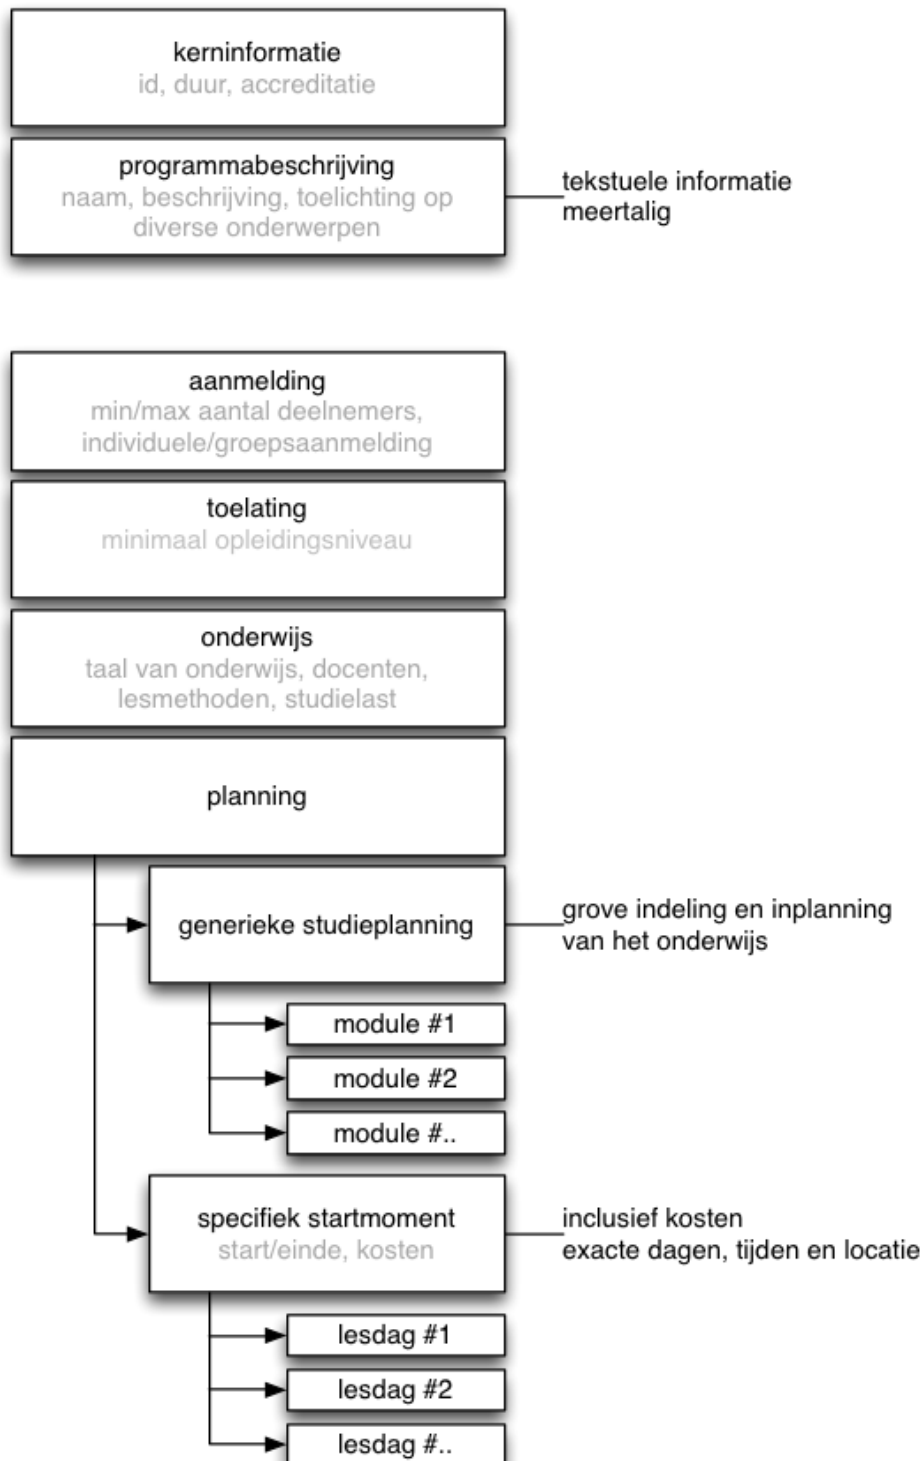 kerninformatie
id, duur, accreditatie
programmabeschrijving
naam, beschrijving, toelichting op
diverse onderwerpen
tekstuele informatie
meertalig
aanmelding
min/max aantal deelnemers,
individuele/groepsaanmelding
toelating
minimaal opleidingsniveau
onderwijs
taal van onderwijs, docenten,
lesmethoden, studielast
planning
generieke studieplanning
grove indeling en inplanning
van het onderwijs
module #1
module #2
module #..
specifiek startmoment
start/einde, kosten
inclusief kosten
exacte dagen, tijden en locatie
lesdag #1
lesdag #2
lesdag #..